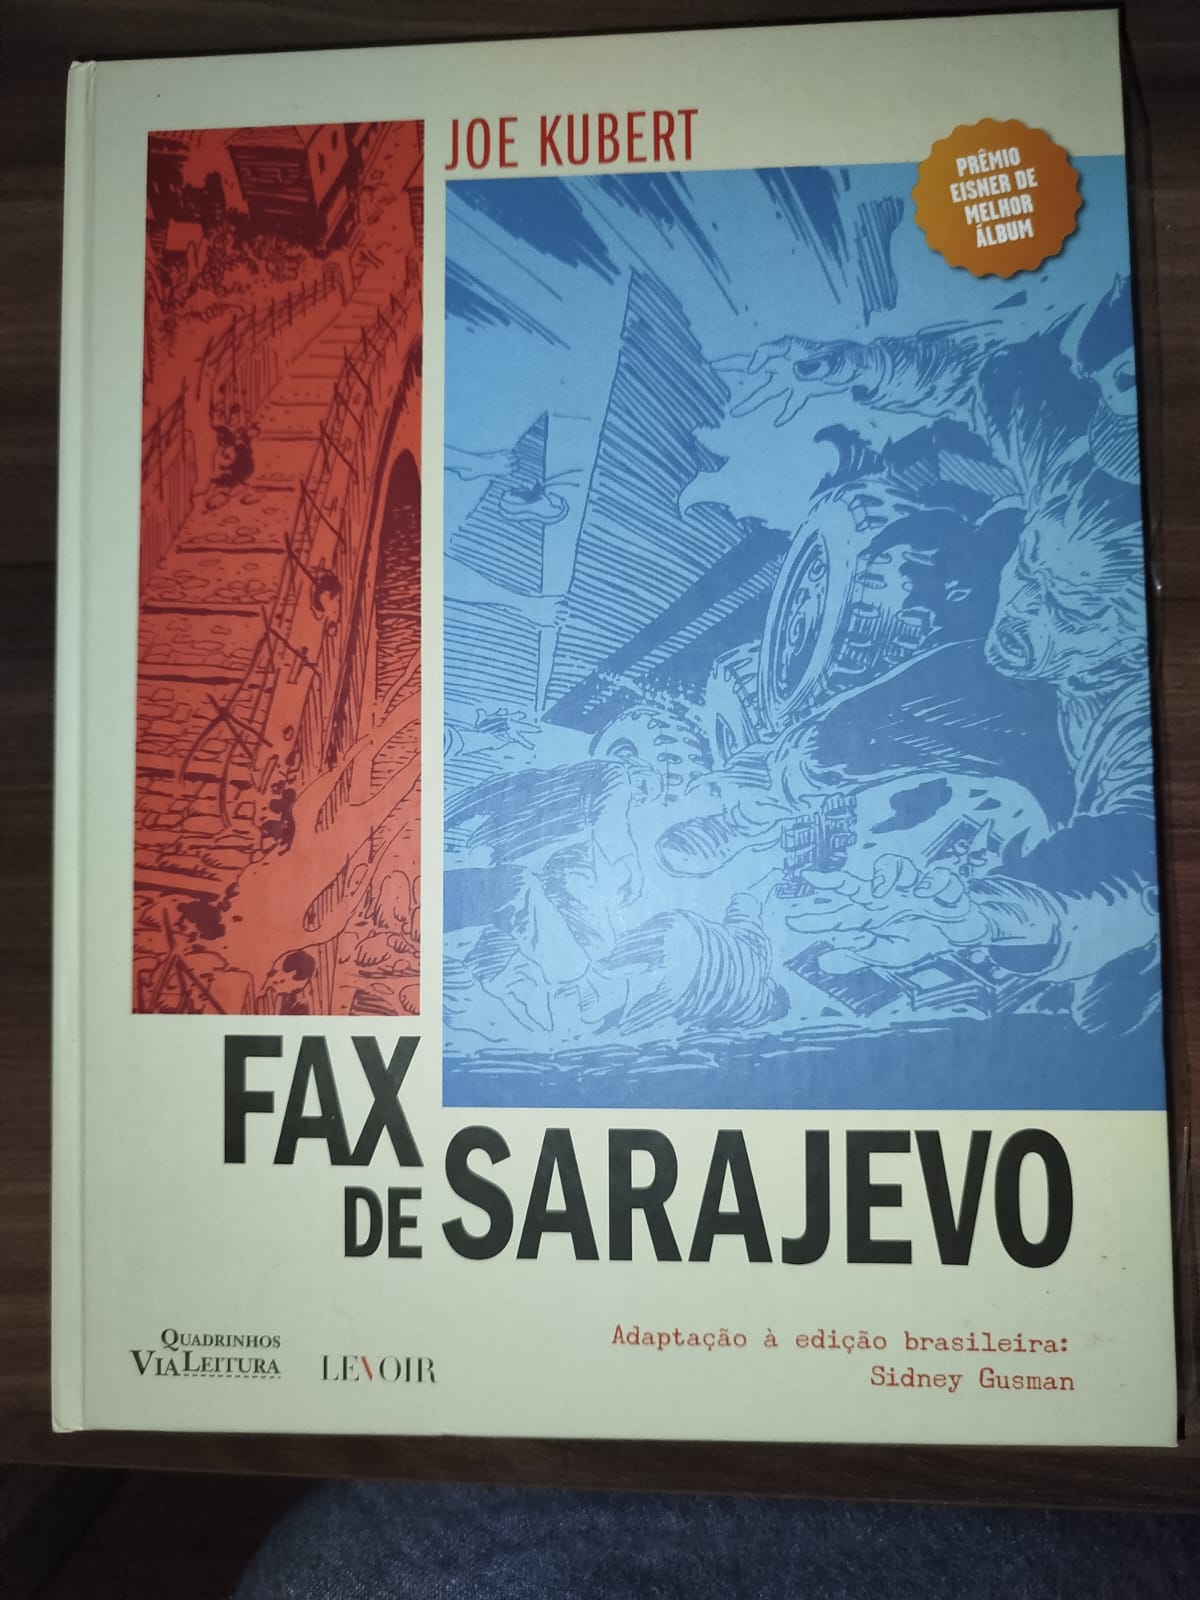 JOE KUBERT
PRÊMIO
EISNER DE
MELHOR
ÁLBUM
FAX
DE SARAJEVO
Adaptação à edição brasileira:
Sidney Gusman
QUADRINHOS
VIALEITURA
LEVOIR